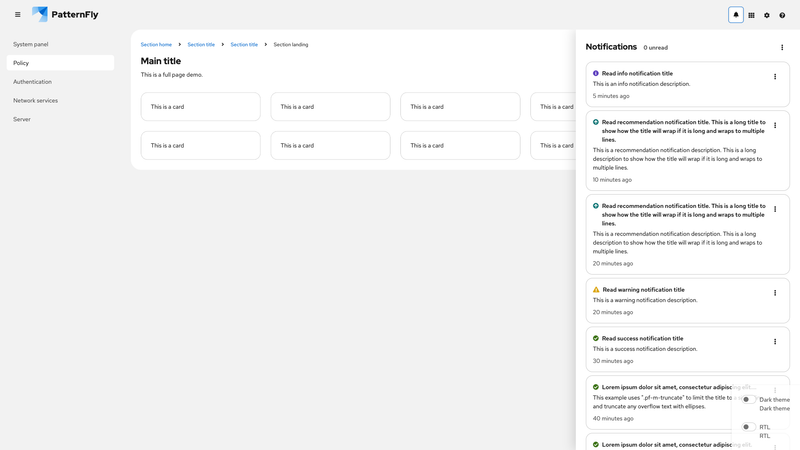 PatternFly
System panel
Policy
Authentication
Network services
Server
Section home
Section title
Section title
Section landing
Main title
This is a full page demo.
This is a card
This is a card
This is a card
This is a card
This is a card
This is a card
This is a card
This is a card
Notifications
0 unread
Read info notification title
This is an info notification description.
5 minutes ago
Read recommendation notification title. This is a long title to
show how the title will wrap if it is long and wraps to multiple
lines.
This is a recommendation notification description. This is a long
description to show how the title will wrap if it is long and wraps to
multiple lines.
10 minutes ago
Read recommendation notification title. This is a long title to
show how the title will wrap if it is long and wraps to multiple
lines.
This is a recommendation notification description. This is a long
description to show how the title will wrap if it is long and wraps to
multiple lines.
20 minutes ago
Read warning notification title
This is a warning notification description.
20 minutes ago
Read success notification title
This is a success notification description.
30 minutes ago
Lorem ipsum dolor sit amet, consectetur adipiscing elit...
This example uses ".pf-m-truncate" to limit the title to
and truncate any overflow text with ellipses.
40 minutes ago
Lorem ipsum dolor sit amet, consectetur adipiscing elit.
Dark theme
Dark theme
RTL
RTL